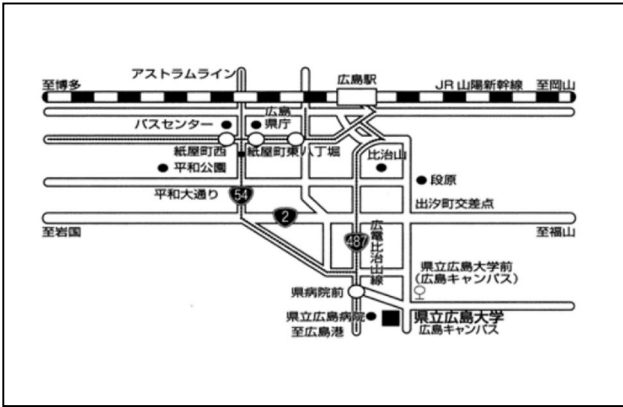 アストラムライン
広島駅
至博多
JR山陽新幹線
至岡山
バスセンター
広島
県庁
紙屋町西
紙屋町東
八丁堀
比治山
平和公園
段原
平和大通り
54
出汐町交差点
2
至岩国
至福山
487
広電比治山線
県立広島大学前
(広島キャンパス)
県病院前
県立広島病院
県立広島大学
至広島港
広島キャンパス